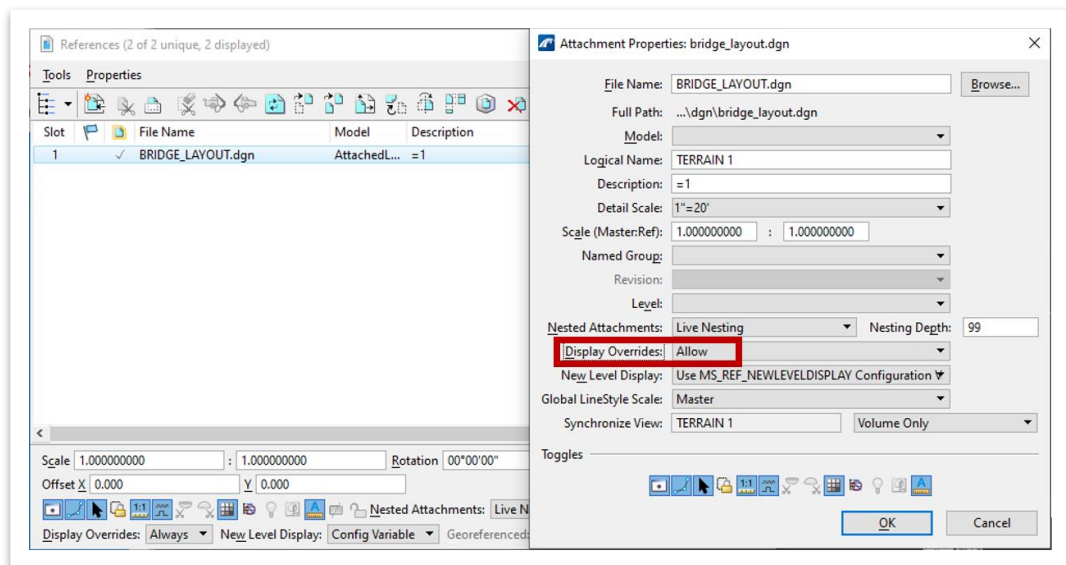 References (2 of 2 unique, 2 displayed)
Tools Properties
Slot File Name Model Description
1 BRIDGE_LAYOUT.dgn AttachedL... =1
Scale 1.000000000 : 1.000000000 Rotation 00°00'00"
Offset X 0.000 Y 0.000
1:1 A Nested Attachments: Live N
Display Overrides: Always New Level Display: Config Variable Georeferenced:
Attachment Properties: bridge_layout.dgn
File Name: BRIDGE_LAYOUT.dgn Browse...
Full Path: ...\dgn\bridge_layout.dgn
Model:
Logical Name: TERRAIN 1
Description: =1
Detail Scale: 1"=20'
Scale (Master:Ref): 1.000000000 : 1.000000000
Named Group:
Revision:
Level:
Nested Attachments: Live Nesting Nesting Depth: 99
Display Overrides: Allow
New Level Display: Use MS_REF_NEWLEVELDISPLAY Configuration
Global LineStyle Scale: Master
Synchronize View: TERRAIN 1 Volume Only
Toggles
1:1 A
OK Cancel